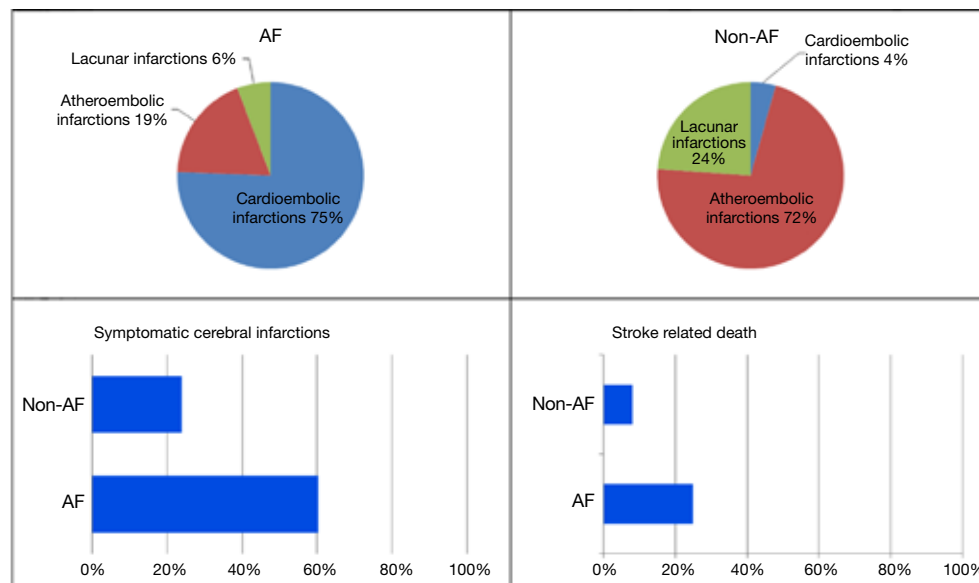 AF
Lacunar infarctions 6%
Atheroembolic
infarctions 19%
Cardioembolic
infarctions 75%
Non-AF
Cardioembolic
infarctions 4%
Lacunar
infarctions
24%
Atheroembolic
infarctions 72%
Symptomatic cerebral infarctions
Non-AF
AF
0% 20% 40% 60% 80% 100%
Stroke related death
Non-AF
AF
0% 20% 40% 60% 80% 100%